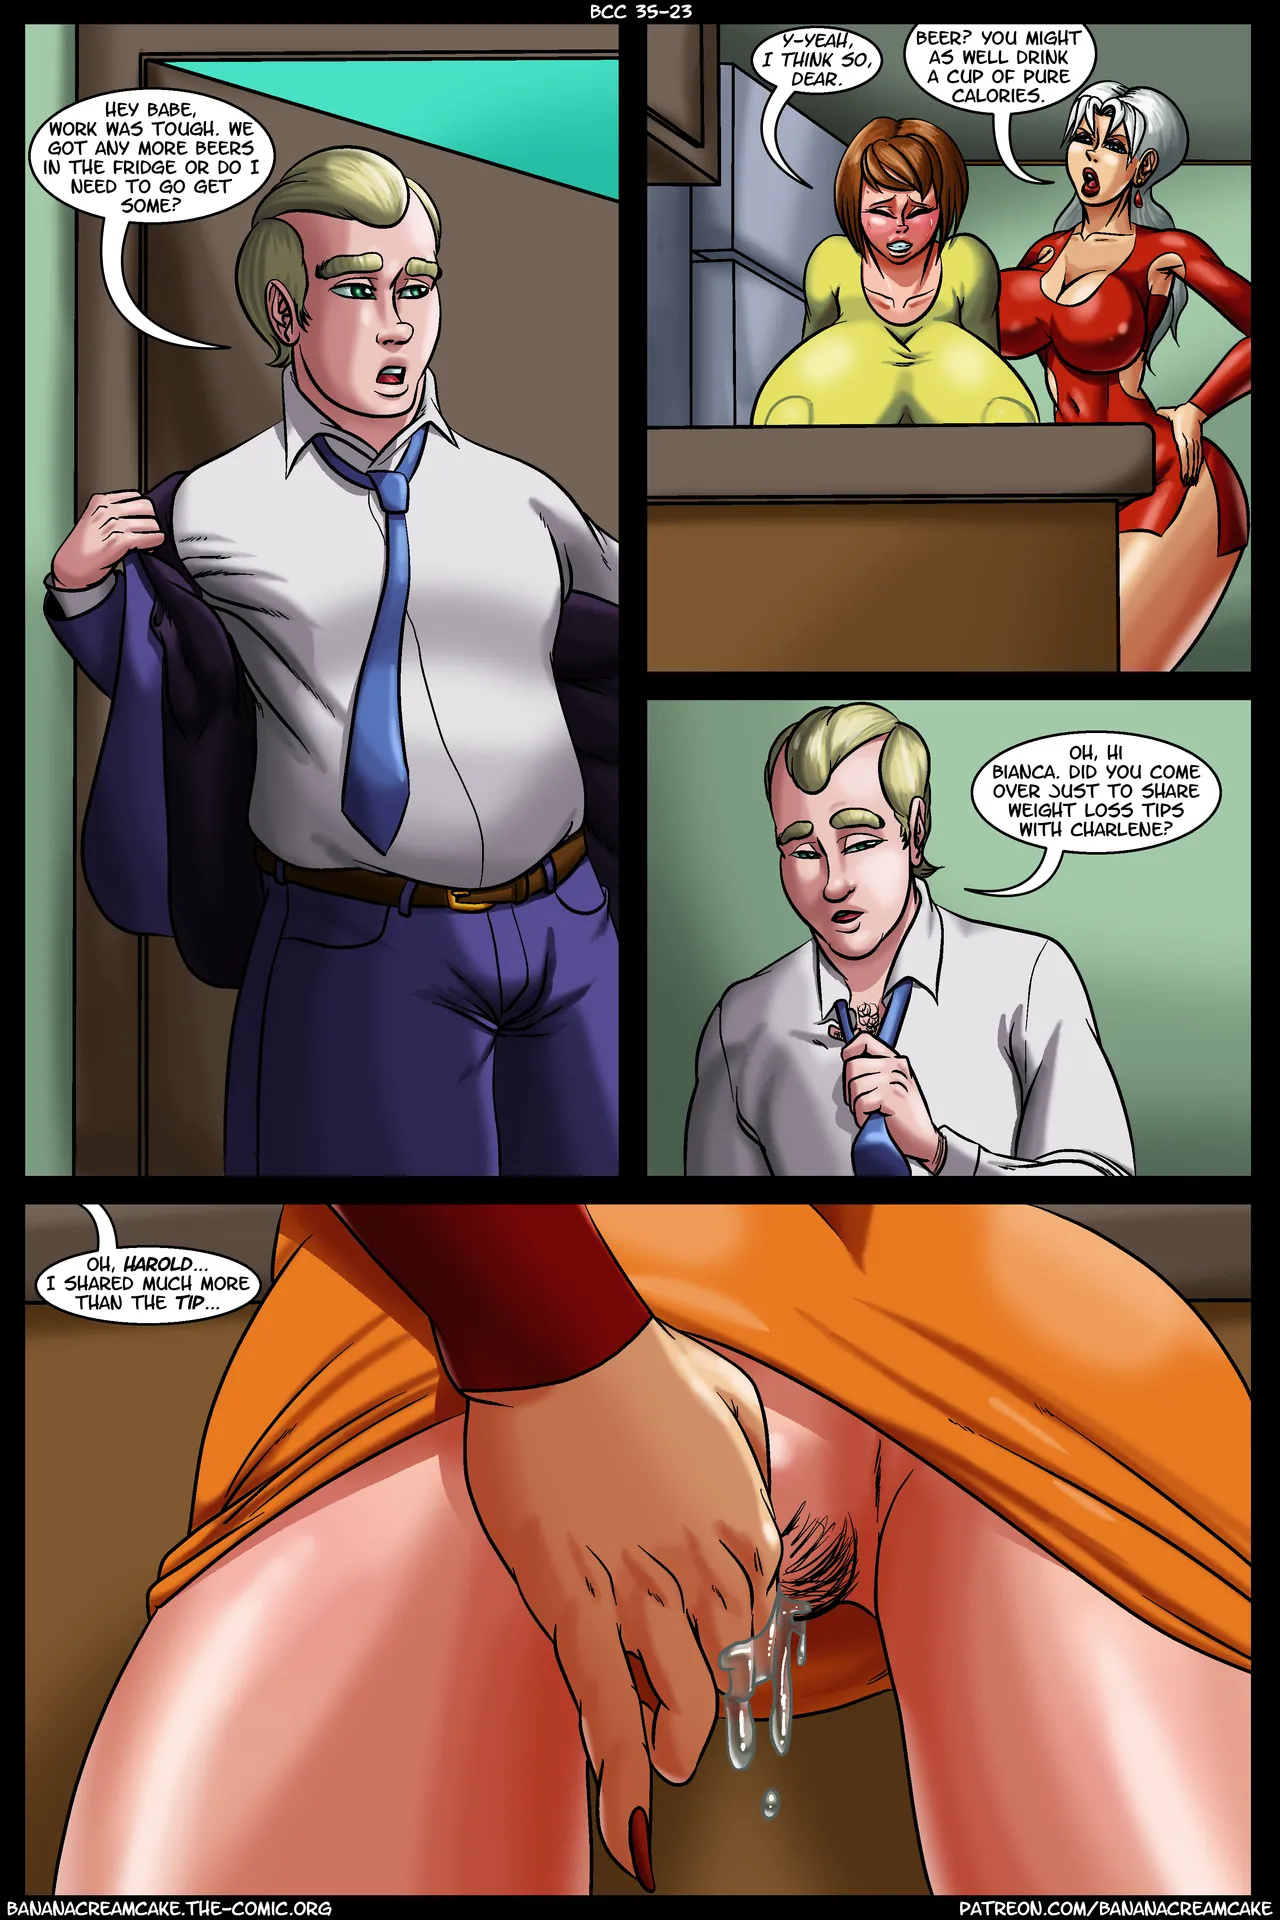 BCC 35-23
HEY BABE,
WORK WAS TOUGH. WE
GOT ANY MORE BEERS
IN THE FRIDGE OR DO I
NEED TO GO GET
SOME?
Y-YEAH,
I THINK SO,
DEAR.
BEER? YOU MIGHT
AS WELL DRINK
A CUP OF PURE
CALORIES.
OH, HI
BIANCA. DID YOU COME
OVER JUST TO SHARE
WEIGHT LOSS TIPS
WITH CHARLENE?
OH, HAROLD...
I SHARED MUCH MORE
THAN THE TIP...
BANANACREAMCAKE.THE-COMIC.ORG
PATREON.COM/BANANACREAMCAKE